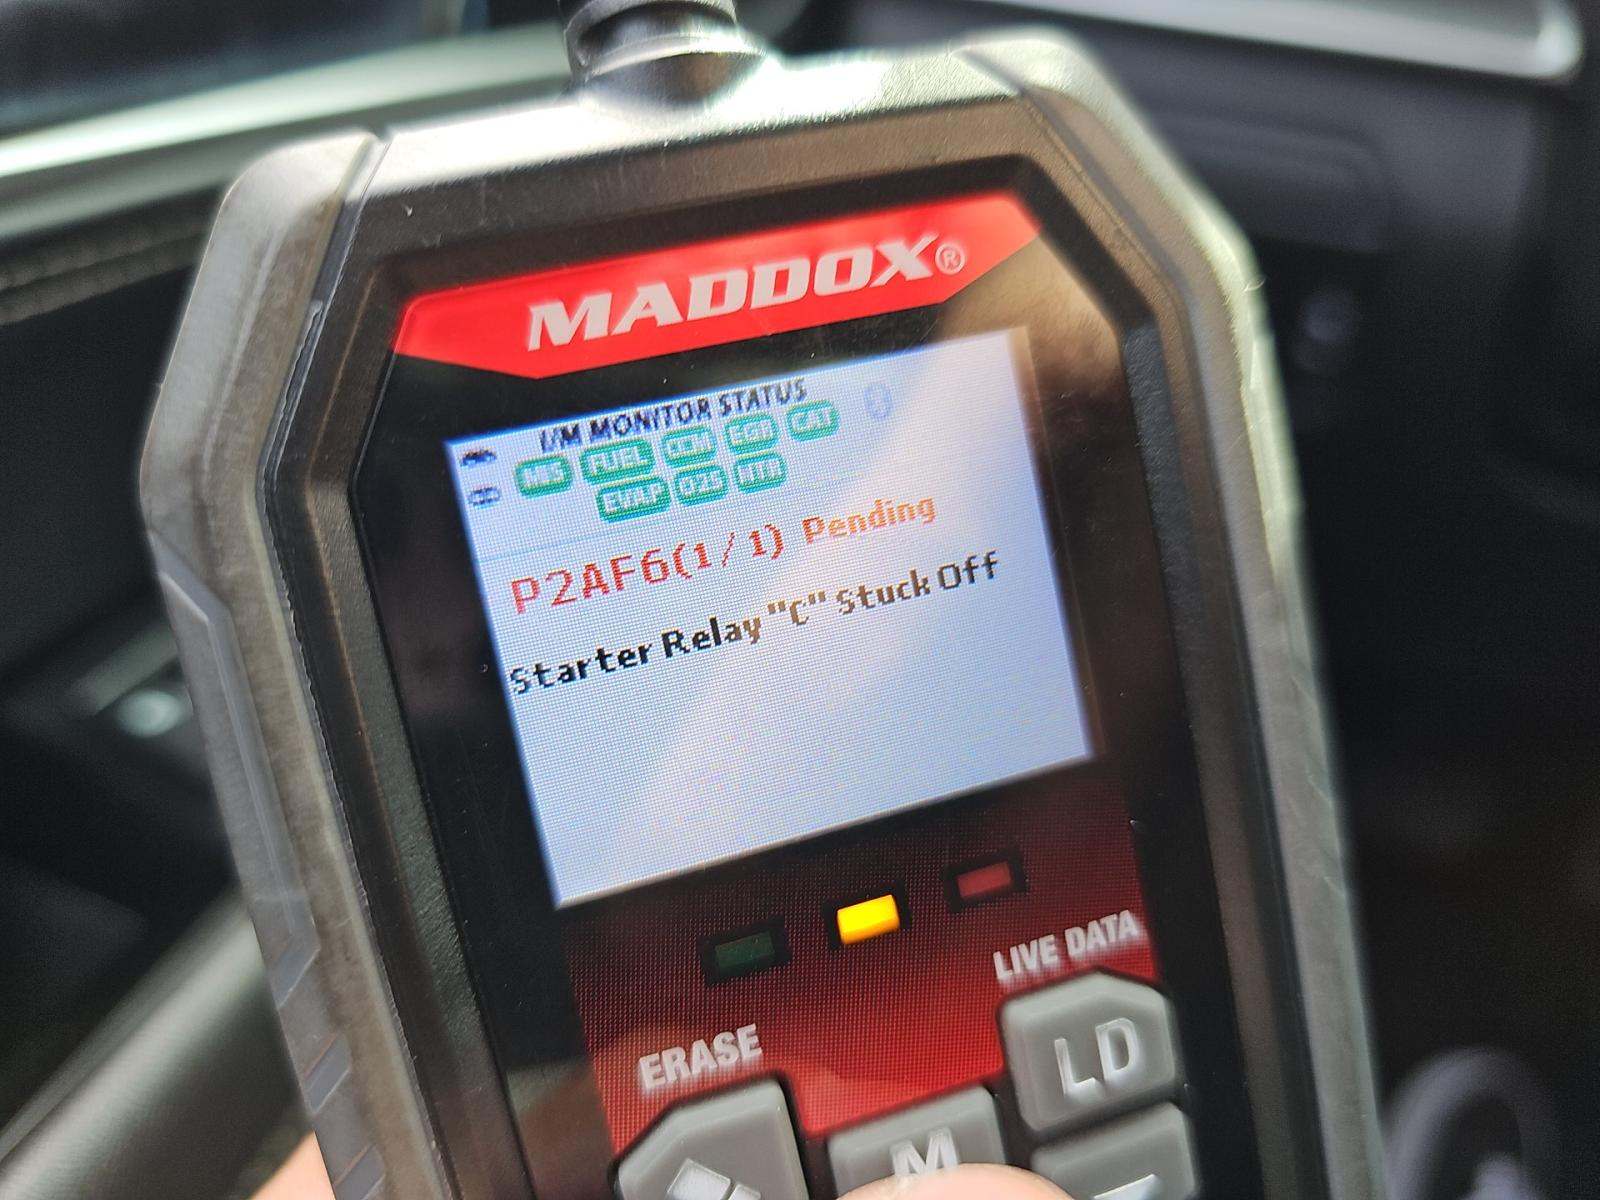 MADDOX®
I/M MONITOR STATUS
MIS FUEL CCM EGR CAT
EVAP O2S HTR
P2AF6(1/1) Pending
Starter Relay "C" Stuck Off
LIVE DATA
ERASE
LD
M